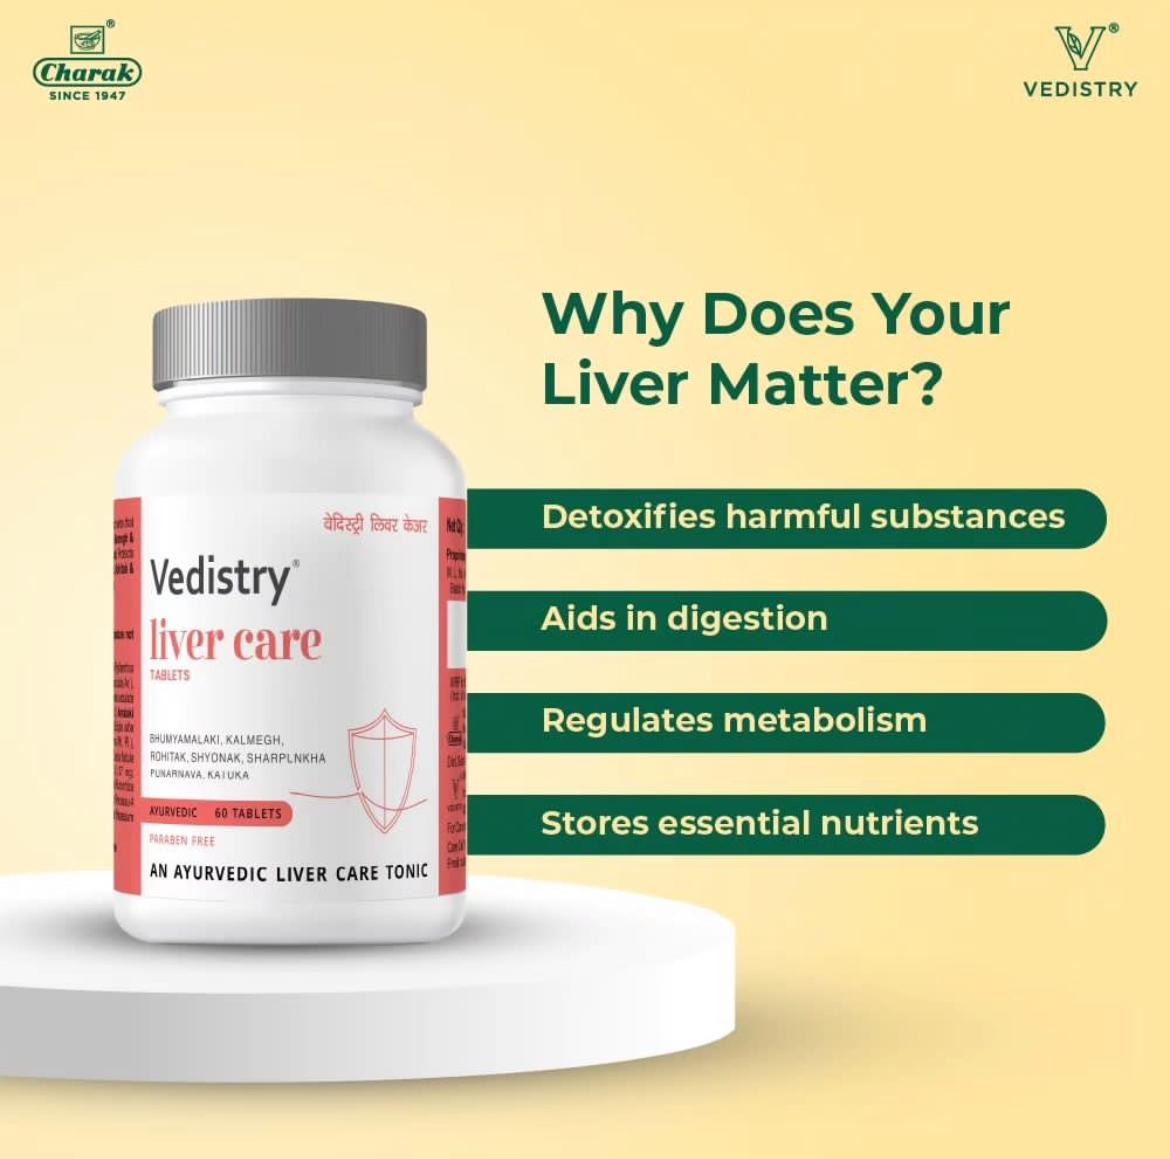 Charak
SINCE 1947
VEDISTRY
Why Does Your
Liver Matter?
Detoxifies harmful substances
Aids in digestion
Regulates metabolism
Stores essential nutrients
वेदिस्ट्री लिवर केअर
Vedistry®
liver care
TABLETS
BHUMYAMALAKI, KALMEGH,
ROHITAK, SHYONAK, SHARPLNKHA
PUNARNAVA, KATUKA
AYURVEDIC 60 TABLETS
PARABEN FREE
AN AYURVEDIC LIVER CARE TONIC